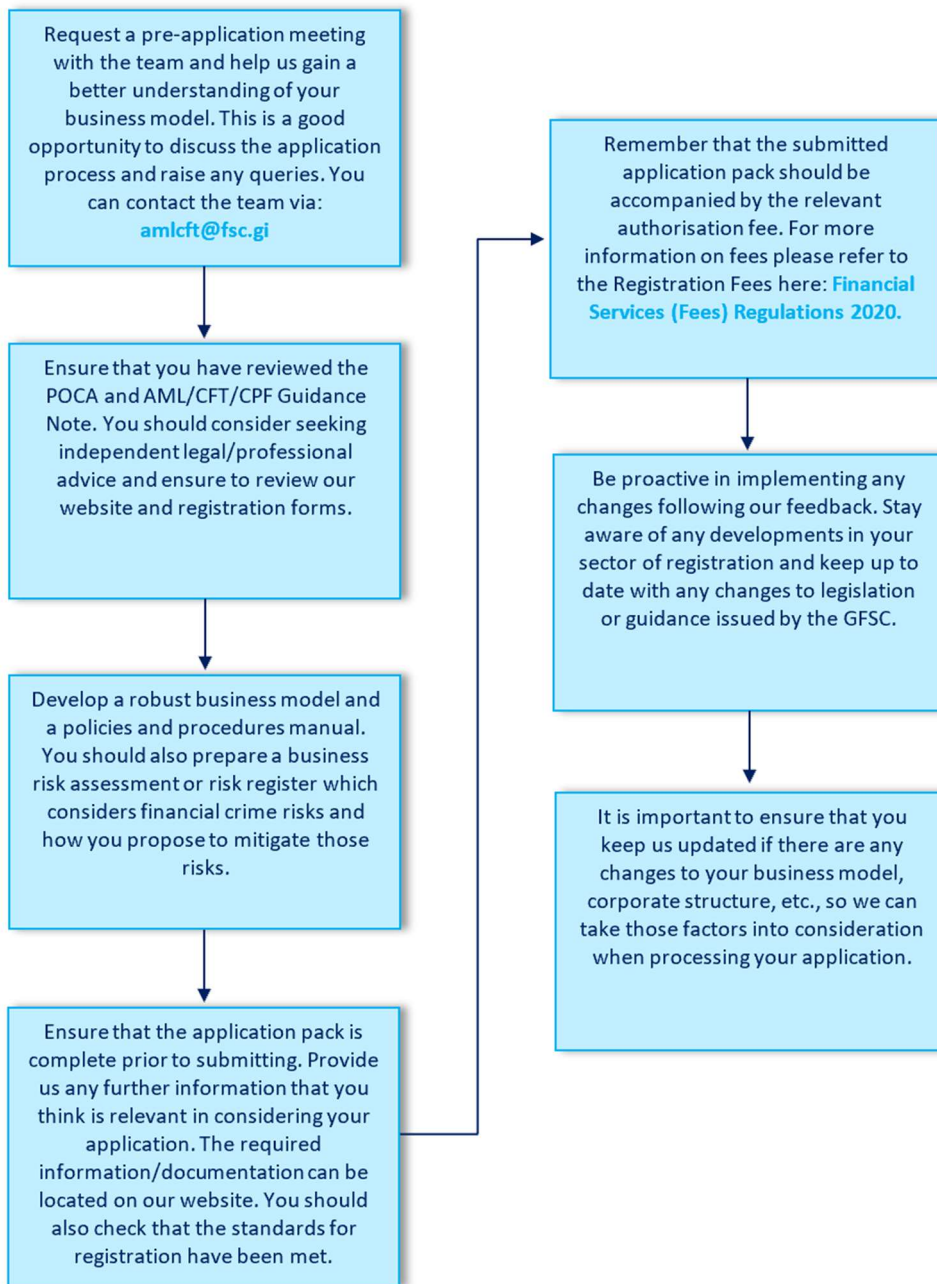 Request a pre-application meeting
with the team and help us gain a
better understanding of your
business model. This is a good
opportunity to discuss the application
process and raise any queries. You
can contact the team via:
amlcft@fsc.gi
Ensure that you have reviewed the
POCA and AML/CFT/CPF Guidance
Note. You should consider seeking
independent legal/professional
advice and ensure to review our
website and registration forms.
Develop a robust business model and
a policies and procedures manual.
You should also prepare a business
risk assessment or risk register which
considers financial crime risks and
how you propose to mitigate those
risks.
Ensure that the application pack is
complete prior to submitting. Provide
us any further information that you
think is relevant in considering your
application. The required
information/documentation can be
located on our website. You should
also check that the standards for
registration have been met.
Remember that the submitted
application pack should be
accompanied by the relevant
authorisation fee. For more
information on fees please refer to
the Registration Fees here: Financial
Services (Fees) Regulations 2020.
Be proactive in implementing any
changes following our feedback. Stay
aware of any developments in your
sector of registration and keep up to
date with any changes to legislation
or guidance issued by the GFSC.
It is important to ensure that you
keep us updated if there are any
changes to your business model,
corporate structure, etc., so we can
take those factors into consideration
when processing your application.